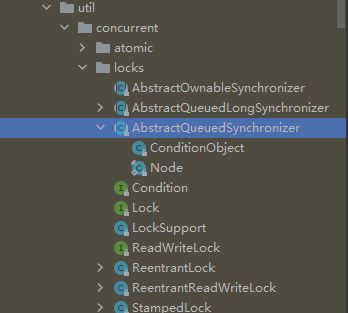 util
concurrent
atomic
locks
AbstractOwnableSynchronizer
AbstractQueuedLongSynchronizer
AbstractQueuedSynchronizer
ConditionObject
Node
Condition
Lock
LockSupport
ReadWriteLock
ReentrantLock
ReentrantReadWriteLock
StampedLock